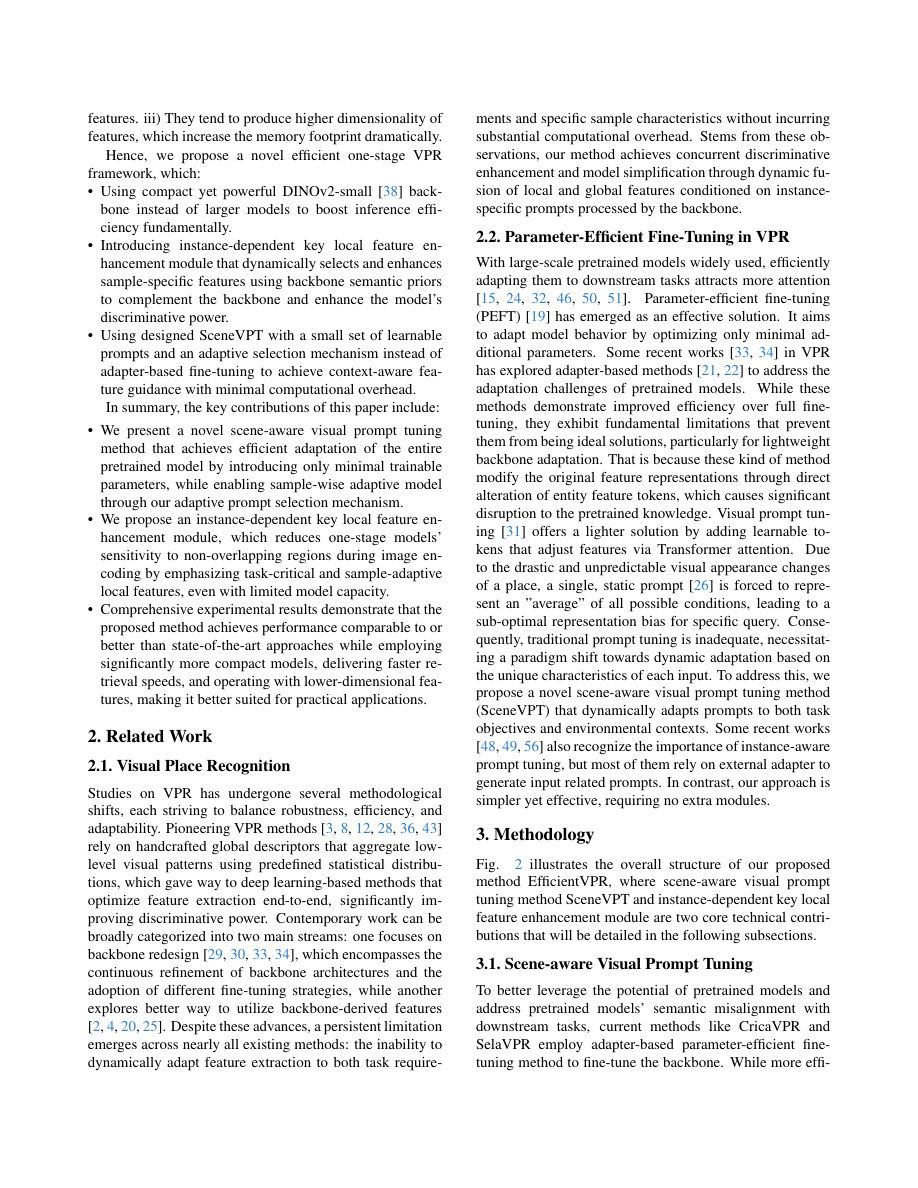 features. iii) They tend to produce higher dimensionality of
features, which increase the memory footprint dramatically.
Hence, we propose a novel efficient one-stage VPR
framework, which:
• Using compact yet powerful DINOv2-small [38] back-
bone instead of larger models to boost inference effi-
ciency fundamentally.
• Introducing instance-dependent key local feature en-
hancement module that dynamically selects and enhances
sample-specific features using backbone semantic priors
to complement the backbone and enhance the model's
discriminative power.
• Using designed SceneVPT with a small set of learnable
prompts and an adaptive selection mechanism instead of
adapter-based fine-tuning to achieve context-aware fea-
ture guidance with minimal computational overhead.
In summary, the key contributions of this paper include:
• We present a novel scene-aware visual prompt tuning
method that achieves efficient adaptation of the entire
pretrained model by introducing only minimal trainable
parameters, while enabling sample-wise adaptive model
through our adaptive prompt selection mechanism.
• We propose an instance-dependent key local feature en-
hancement module, which reduces one-stage models'
sensitivity to non-overlapping regions during image en-
coding by emphasizing task-critical and sample-adaptive
local features, even with limited model capacity.
• Comprehensive experimental results demonstrate that the
proposed method achieves performance comparable to or
better than state-of-the-art approaches while employing
significantly more compact models, delivering faster re-
trieval speeds, and operating with lower-dimensional fea-
tures, making it better suited for practical applications.
2. Related Work
2.1. Visual Place Recognition
Studies on VPR has undergone several methodological
shifts, each striving to balance robustness, efficiency, and
adaptability. Pioneering VPR methods [3, 8, 12, 28, 36, 43]
rely on handcrafted global descriptors that aggregate low-
level visual patterns using predefined statistical distribu-
tions, which gave way to deep learning-based methods that
optimize feature extraction end-to-end, significantly im-
proving discriminative power. Contemporary work can be
broadly categorized into two main streams: one focuses on
backbone redesign [29, 30, 33, 34], which encompasses the
continuous refinement of backbone architectures and the
adoption of different fine-tuning strategies, while another
explores better way to utilize backbone-derived features
[2, 4, 20, 25]. Despite these advances, a persistent limitation
emerges across nearly all existing methods: the inability to
dynamically adapt feature extraction to both task require-
ments and specific sample characteristics without incurring
substantial computational overhead. Stems from these ob-
servations, our method achieves concurrent discriminative
enhancement and model simplification through dynamic fu-
sion of local and global features conditioned on instance-
specific prompts processed by the backbone.
2.2. Parameter-Efficient Fine-Tuning in VPR
With large-scale pretrained models widely used, efficiently
adapting them to downstream tasks attracts more attention
[15, 24, 32, 46, 50, 51]. Parameter-efficient fine-tuning
(PEFT) [19] has emerged as an effective solution. It aims
to adapt model behavior by optimizing only minimal ad-
ditional parameters. Some recent works [33, 34] in VPR
has explored adapter-based methods [21, 22] to address the
adaptation challenges of pretrained models. While these
methods demonstrate improved efficiency over full fine-
tuning, they exhibit fundamental limitations that prevent
them from being ideal solutions, particularly for lightweight
backbone adaptation. That is because these kind of method
modify the original feature representations through direct
alteration of entity feature tokens, which causes significant
disruption to the pretrained knowledge. Visual prompt tun-
ing [31] offers a lighter solution by adding learnable to-
kens that adjust features via Transformer attention. Due
to the drastic and unpredictable visual appearance changes
of a place, a single, static prompt [26] is forced to repre-
sent an ”average” of all possible conditions, leading to a
sub-optimal representation bias for specific query. Conse-
quently, traditional prompt tuning is inadequate, necessitat-
ing a paradigm shift towards dynamic adaptation based on
the unique characteristics of each input. To address this, we
propose a novel scene-aware visual prompt tuning method
(SceneVPT) that dynamically adapts prompts to both task
objectives and environmental contexts. Some recent works
[48, 49, 56] also recognize the importance of instance-aware
prompt tuning, but most of them rely on external adapter to
generate input related prompts. In contrast, our approach is
simpler yet effective, requiring no extra modules.
3. Methodology
Fig. 2 illustrates the overall structure of our proposed
method EfficientVPR, where scene-aware visual prompt
tuning method SceneVPT and instance-dependent key local
feature enhancement module are two core technical contri-
butions that will be detailed in the following subsections.
3.1. Scene-aware Visual Prompt Tuning
To better leverage the potential of pretrained models and
address pretrained models' semantic misalignment with
downstream tasks, current methods like CricaVPR and
SelaVPR employ adapter-based parameter-efficient fine-
tuning method to fine-tune the backbone. While more effi-